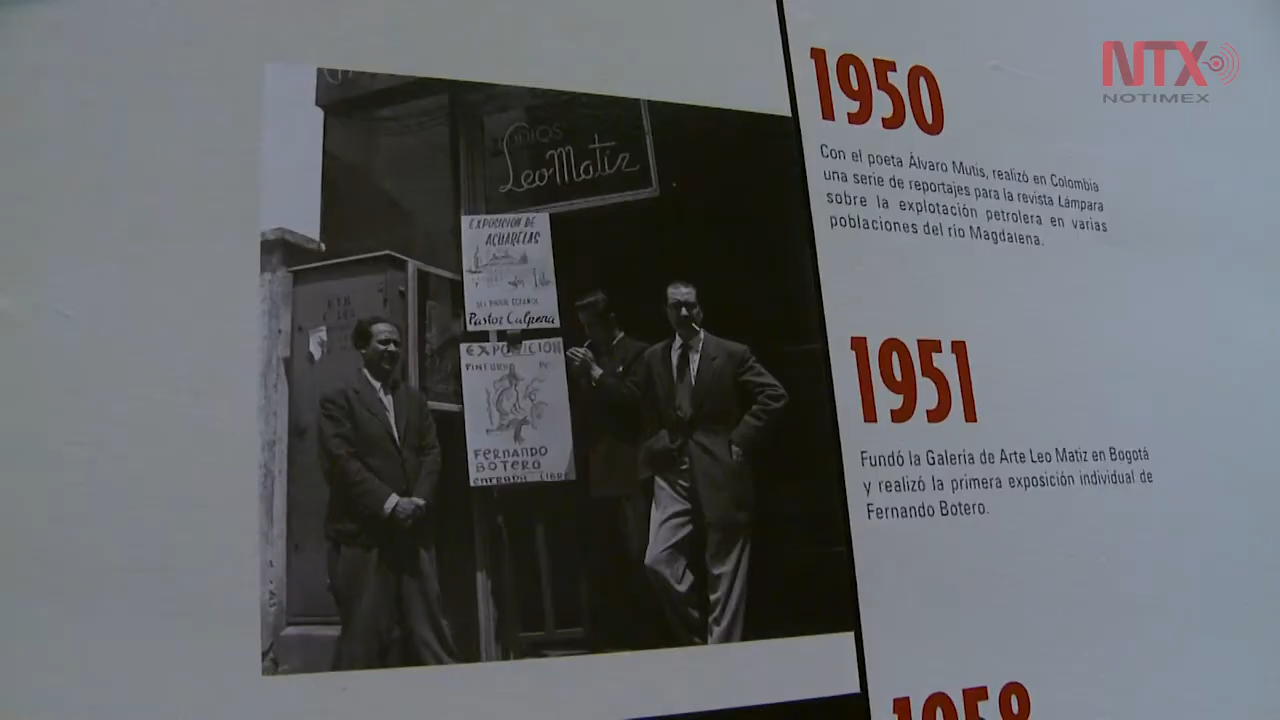 NTX
NOTIMEX
1950
Con el poeta Álvaro Mutis, realizó en Colombia
una serie de reportajes para la revista Lámpara
sobre la explotación petrolera en varias
poblaciones del río Magdalena.
1951
Fundó la Galería de Arte Leo Matiz en Bogotá
y realizó la primera exposición individual de
Fernando Botero.
1958
Leo Matiz
EXPOSICION DE
ACUARELAS
Pastor Calpena
EXPOSICION
FERNANDO
BOTERO
ENTRADA LIBRE